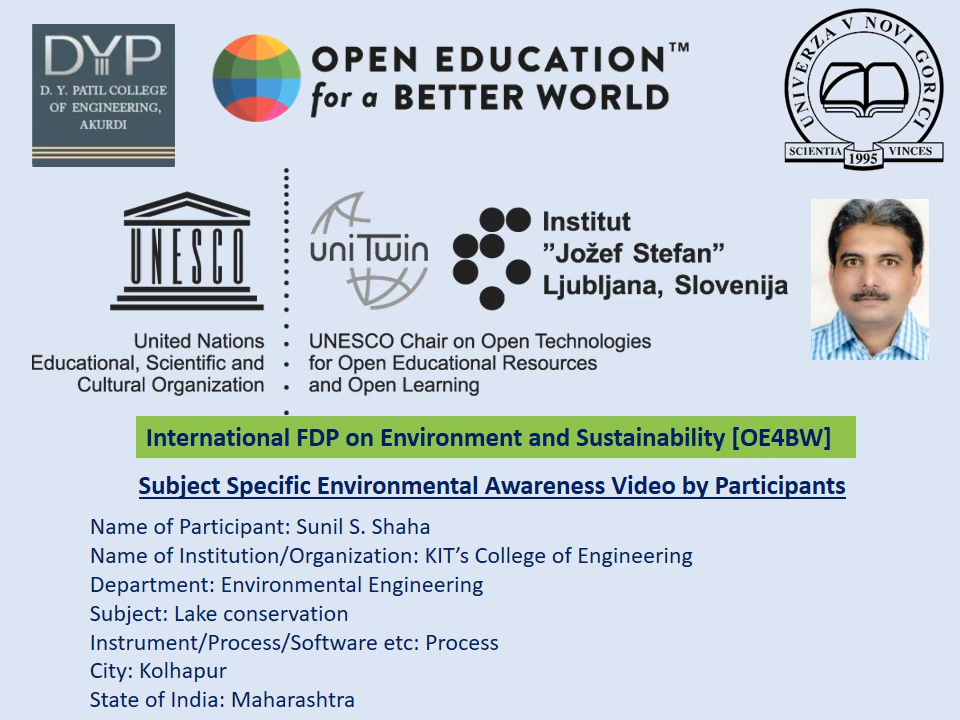 DYP
D. Y. PATIL COLLEGE
OF ENGINEERING,
AKURDI
OPEN EDUCATION™
for a BETTER WORLD
UNIVERZA V NOVI GORICI
SCIENTIA 1995 VINCES
UNESCO
United Nations
Educational, Scientific and
Cultural Organization
uniTwin
Institut
”Jožef Stefan”
Ljubljana, Slovenija
UNESCO Chair on Open Technologies
for Open Educational Resources
and Open Learning
International FDP on Environment and Sustainability [OE4BW]
Subject Specific Environmental Awareness Video by Participants
Name of Participant: Sunil S. Shaha
Name of Institution/Organization: KIT’s College of Engineering
Department: Environmental Engineering
Subject: Lake conservation
Instrument/Process/Software etc: Process
City: Kolhapur
State of India: Maharashtra